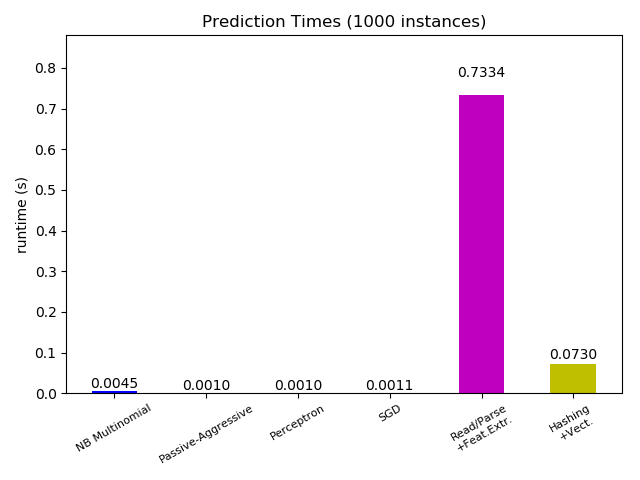 Prediction Times (1000 instances)
runtime (s)
0.8
0.7
0.6
0.5
0.4
0.3
0.2
0.1
0.0
0.0045
0.0010
0.0010
0.0011
0.7334
0.0730
NB Multinomial
Passive-Aggressive
Perceptron
SGD
Read/Parse
+Feat.Extr.
Hashing
+Vect.